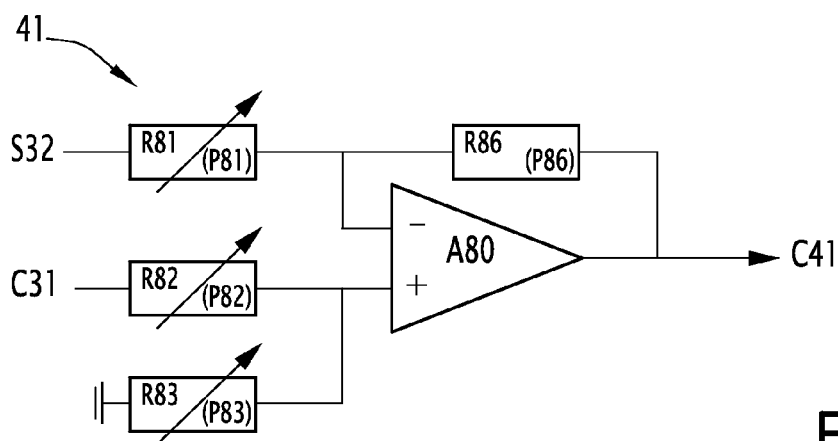 41
S32
R81
(P81)
R86
(P86)
A80
−
+
C41
C31
R82
(P82)
R83
(P83)